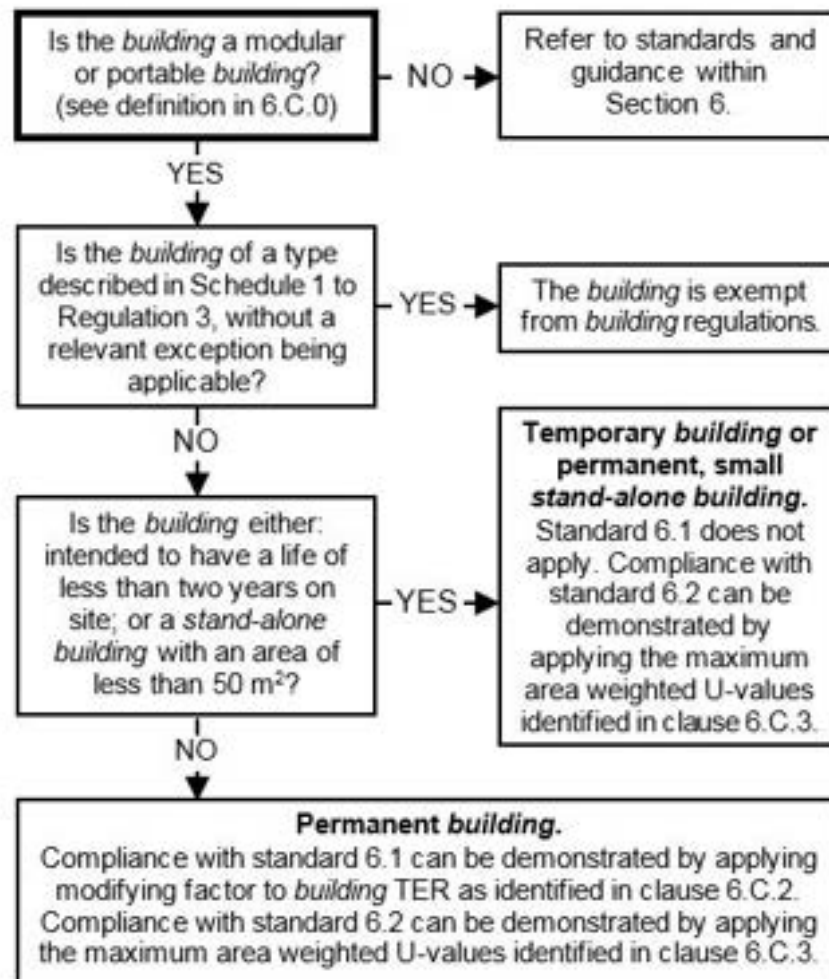 Is the building a modular
or portable building?
(see definition in 6.C.0)
NO
Refer to standards and
guidance within
Section 6.
YES
Is the building of a type
described in Schedule 1 to
Regulation 3, without a
relevant exception being
applicable?
YES
The building is exempt
from building regulations.
NO
Is the building either:
intended to have a life of
less than two years on
site; or a stand-alone
building with an area of
less than 50 m²?
YES
Temporary building or
permanent, small
stand-alone building.
Standard 6.1 does not
apply. Compliance with
standard 6.2 can be
demonstrated by
applying the maximum
area weighted U-values
identified in clause 6.C.3.
NO
Permanent building.
Compliance with standard 6.1 can be demonstrated by applying
modifying factor to building TER as identified in clause 6.C.2.
Compliance with standard 6.2 can be demonstrated by applying
the maximum area weighted U-values identified in clause 6.C.3.